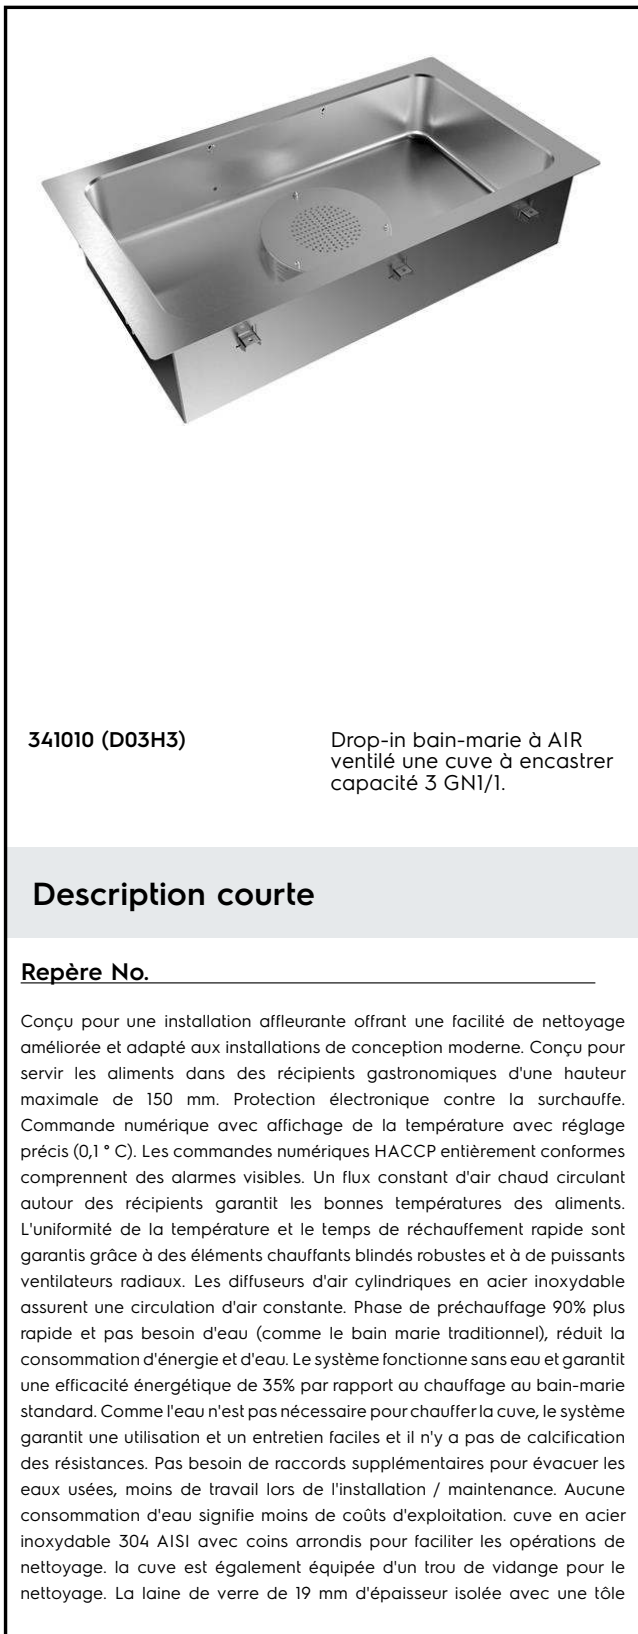 341010 (D03H3)
Drop-in bain-marie à AIR
ventilé une cuve à encastrer
capacité 3 GN1/1.
Description courte
Repère No.
Conçu pour une installation affleurante offrant une facilité de nettoyage
améliorée et adapté aux installations de conception moderne. Conçu pour
servir les aliments dans des récipients gastronomiques d'une hauteur
maximale de 150 mm. Protection électronique contre la surchauffe.
Commande numérique avec affichage de la température avec réglage
précis (0,1 ° C). Les commandes numériques HACCP entièrement conformes
comprennent des alarmes visibles. Un flux constant d'air chaud circulant
autour des récipients garantit les bonnes températures des aliments.
L'uniformité de la température et le temps de réchauffement rapide sont
garantis grâce à des éléments chauffants blindés robustes et à de puissants
ventilateurs radiaux. Les diffuseurs d'air cylindriques en acier inoxydable
assurent une circulation d'air constante. Phase de préchauffage 90% plus
rapide et pas besoin d'eau (comme le bain marie traditionnel), réduit la
consommation d'énergie et d'eau. Le système fonctionne sans eau et garantit
une efficacité énergétique de 35% par rapport au chauffage au bain-marie
standard. Comme l'eau n'est pas nécessaire pour chauffer la cuve, le système
garantit une utilisation et un entretien faciles et il n'y a pas de calcification
des résistances. Pas besoin de raccords supplémentaires pour évacuer les
eaux usées, moins de travail lors de l'installation / maintenance. Aucune
consommation d'eau signifie moins de coûts d'exploitation. cuve en acier
inoxydable 304 AISI avec coins arrondis pour faciliter les opérations de
nettoyage. la cuve est également équipée d'un trou de vidange pour le
nettoyage. La laine de verre de 19 mm d'épaisseur isolée avec une tôle